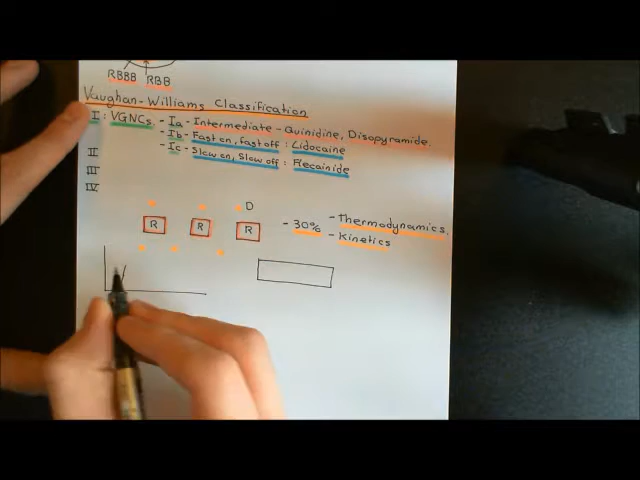 RBBB RBB
Vaughan-Williams Classification
I: VGNCs - Ia - Intermediate - Quinidine, Disopyramide.
- Ib - Fast on, fast off: Lidocaine
- Ic - Slow on, Slow off: Flecainide
II
III
IV
D
R R R - 30% - Thermodynamics,
- Kinetics